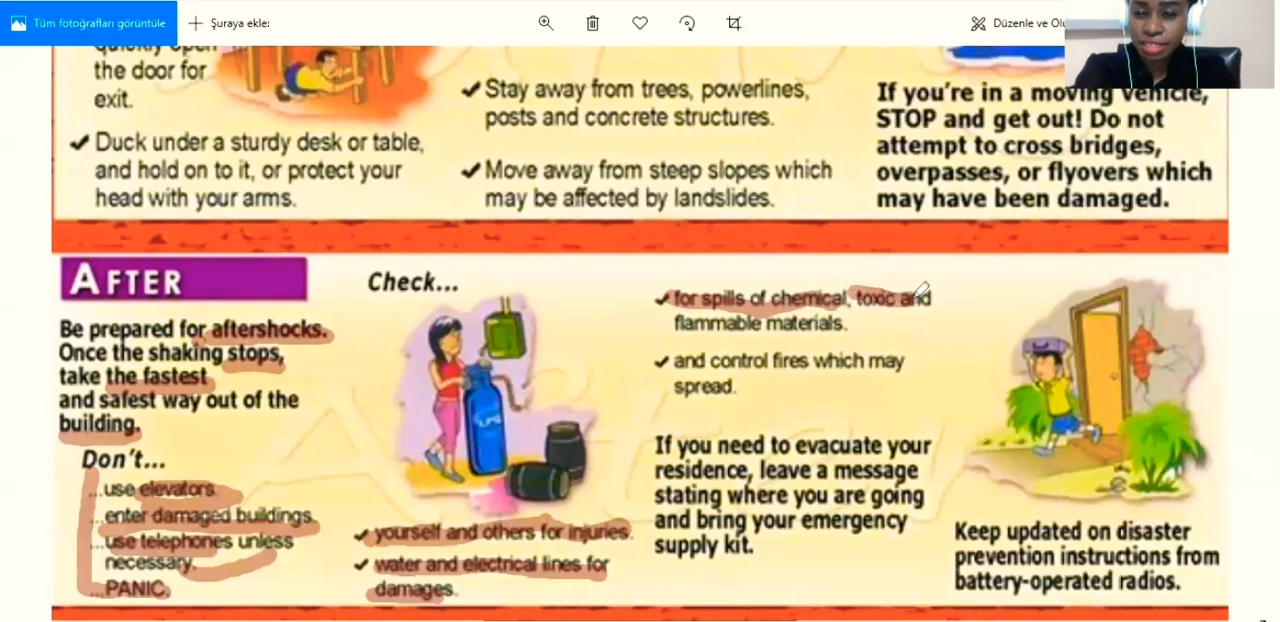 Tüm fotoğrafları görüntüle
Şuraya ekle:
Düzenle ve Olu
quickly open
the door for
exit.
✔ Duck under a sturdy desk or table,
and hold on to it, or protect your
head with your arms.
✔ Stay away from trees, powerlines,
posts and concrete structures.
✔ Move away from steep slopes which
may be affected by landslides.
If you're in a moving vehicle,
STOP and get out! Do not
attempt to cross bridges,
overpasses, or flyovers which
may have been damaged.
AFTER
Be prepared for aftershocks.
Once the shaking stops,
take the fastest
and safest way out of the
building.
Don't...
...use elevators.
...enter damaged buildings.
...use telephones unless
necessary.
...PANIC.
Check...
LPG
✔ yourself and others for injuries.
✔ water and electrical lines for
damages.
✔ for spills of chemical, toxic and
flammable materials.
✔ and control fires which may
spread.
If you need to evacuate your
residence, leave a message
stating where you are going
and bring your emergency
supply kit.
Keep updated on disaster
prevention instructions from
battery-operated radios.